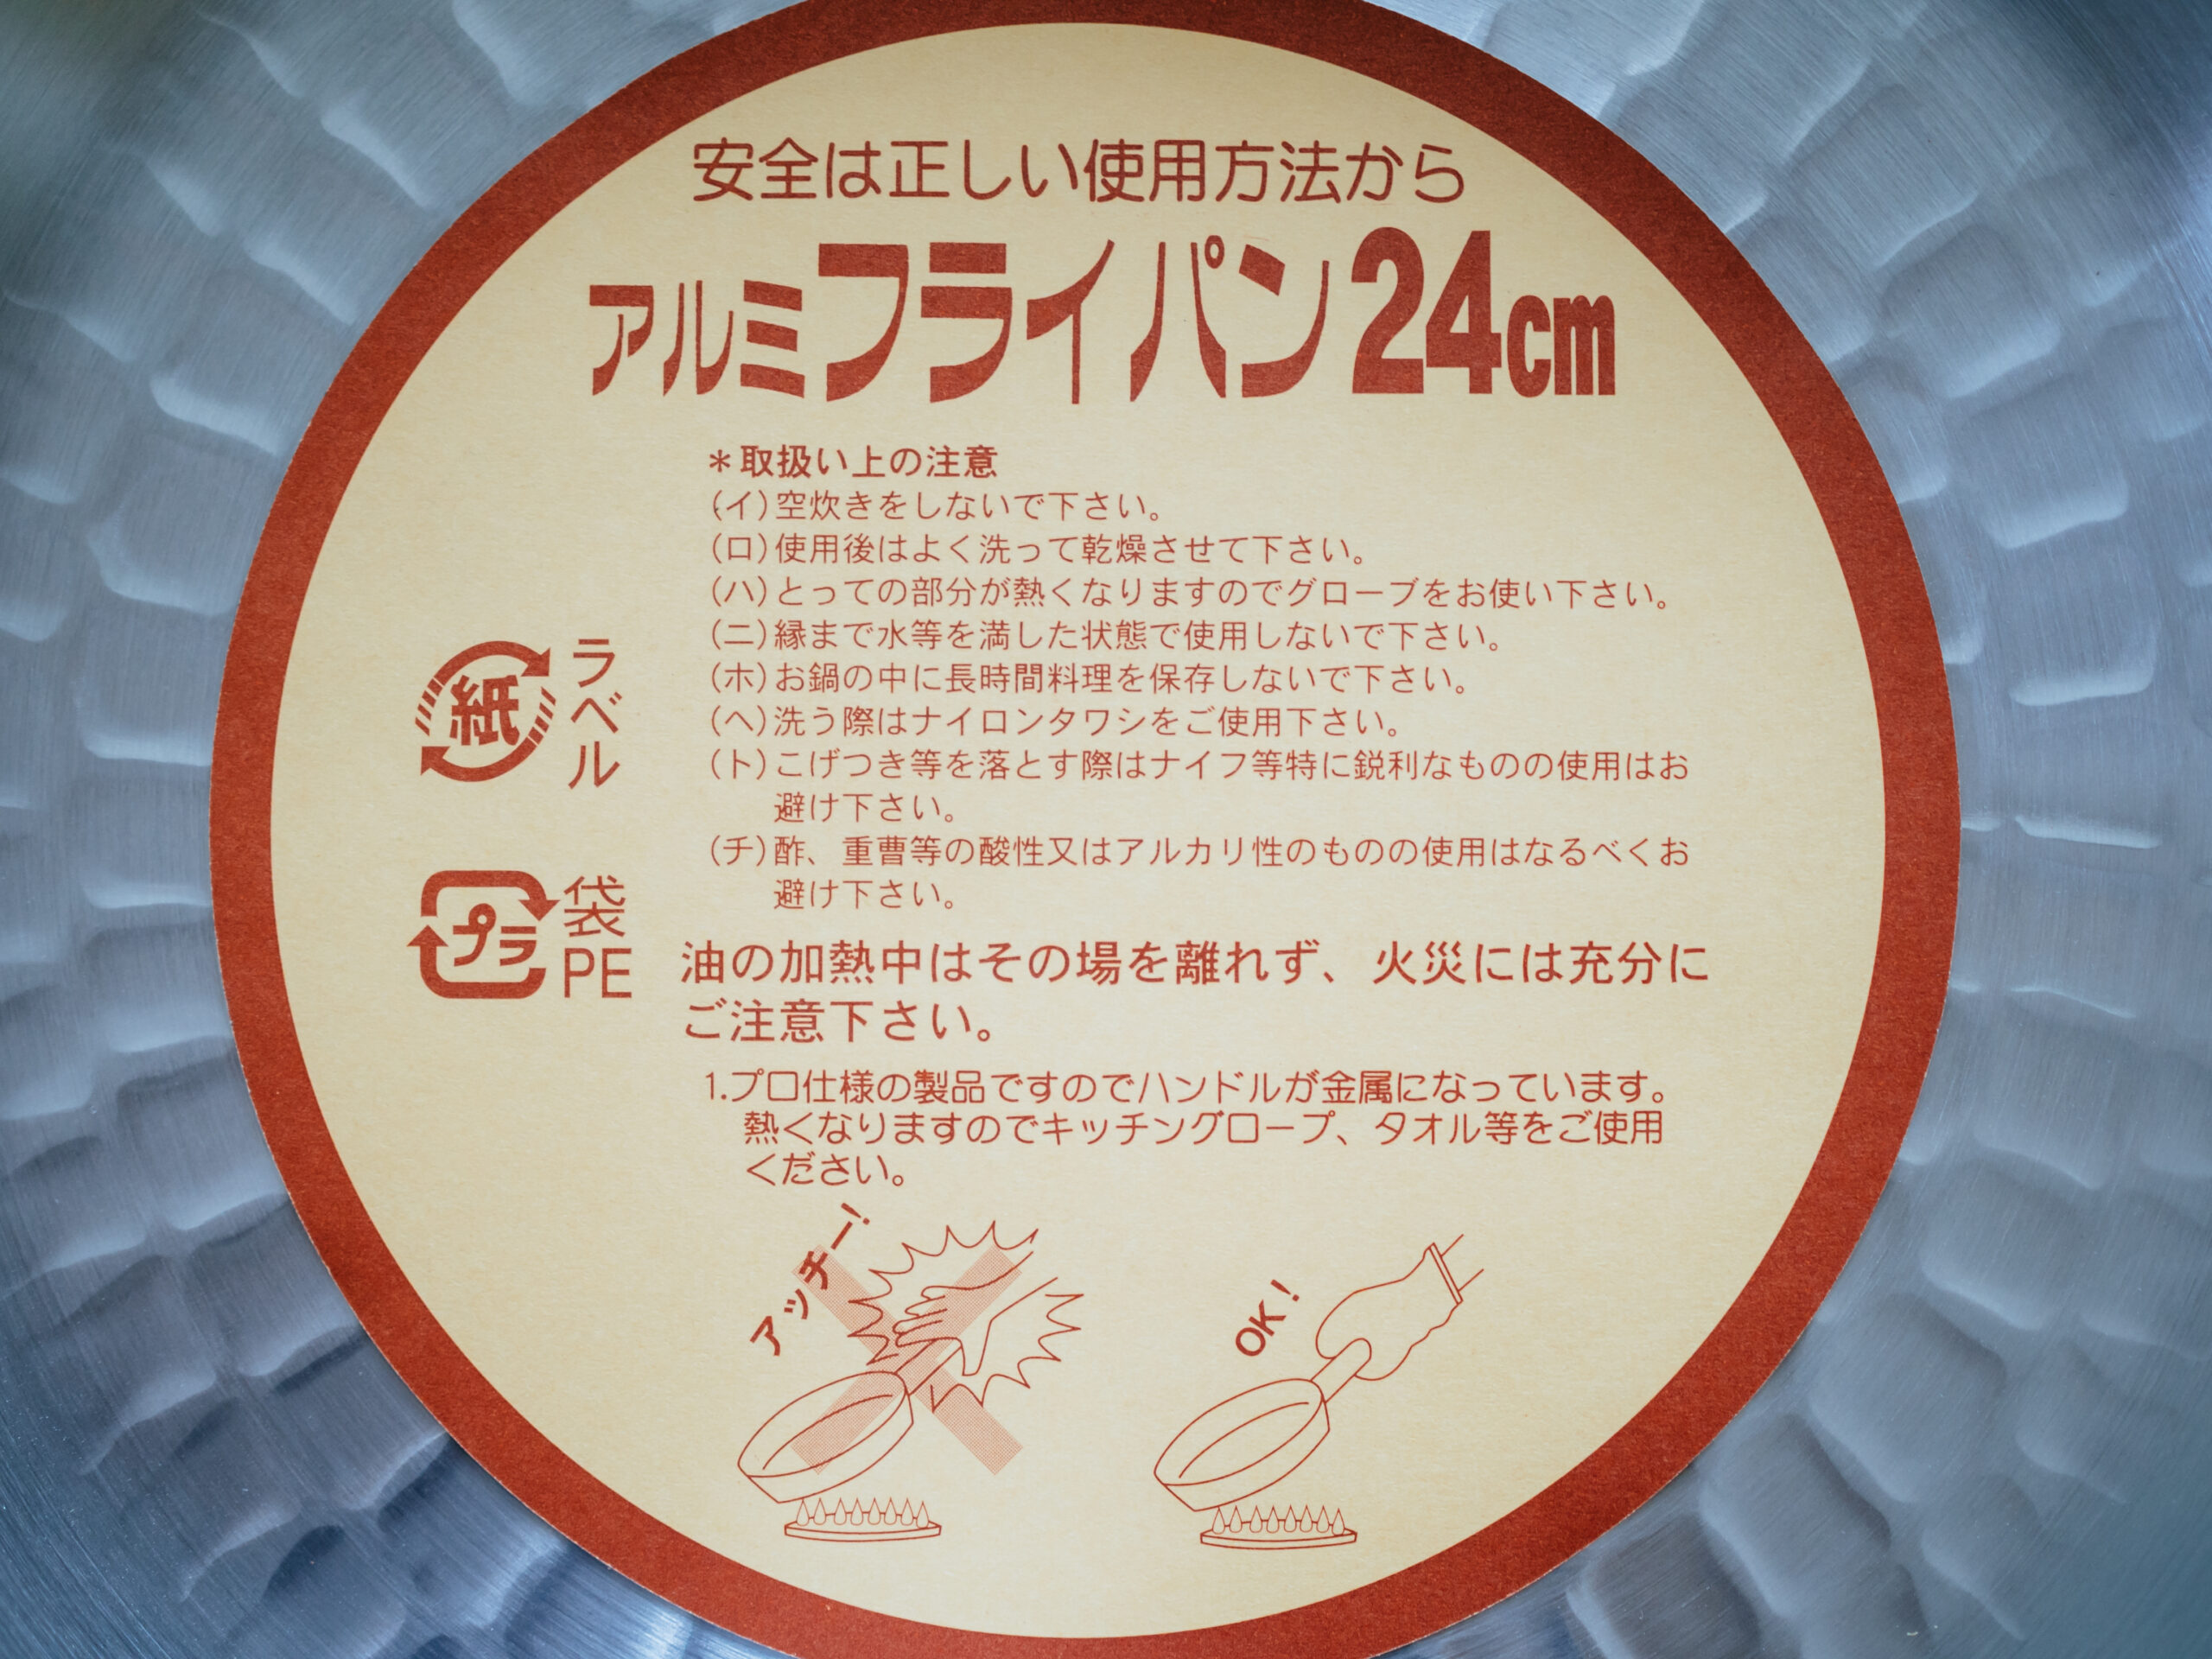 安全は正しい使用方法から
アルミフライパン24cm
＊取扱い上の注意
(イ)空炊きをしないで下さい。
(ロ)使用後はよく洗って乾燥させて下さい。
(ハ)とっての部分が熱くなりますのでグローブをお使い下さい。
(ニ)縁まで水等を満した状態で使用しないで下さい。
(ホ)お鍋の中に長時間料理を保存しないで下さい。
(ヘ)洗う際はナイロンタワシをご使用下さい。
(ト)こげつき等を落とす際はナイフ等特に鋭利なものの使用はお
避け下さい。
(チ)酢、重曹等の酸性又はアルカリ性のものの使用はなるべくお
避け下さい。
紙
ラベル
プラ
袋
PE
油の加熱中はその場を離れず、火災には充分に
ご注意下さい。
1.プロ仕様の製品ですのでハンドルが金属になっています。
熱くなりますのでキッチングローブ、タオル等をご使用
ください。
アッチー!
OK!